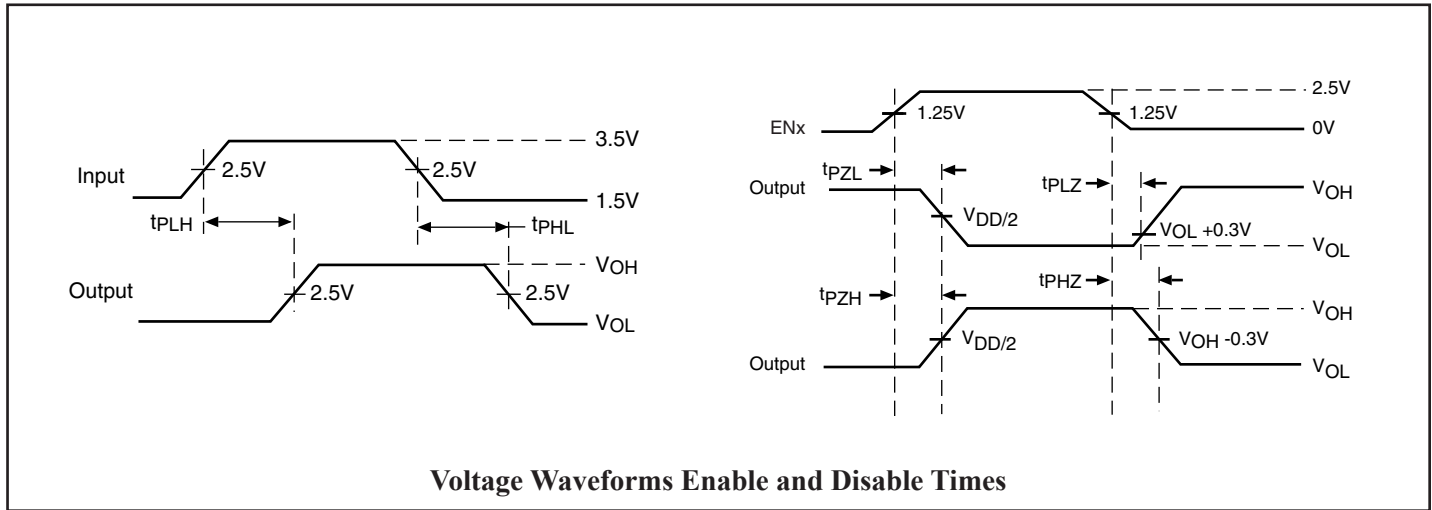 3.5V
Input
2.5V
2.5V
1.5V
tPLH
tPHL
VOH
Output
2.5V
2.5V
VOL
2.5V
ENx
1.25V
1.25V
0V
tPZL
tPLZ
Output
VOH
VDD/2
VOL +0.3V
VOL
tPZH
tPHZ
VOH
VDD/2
VOH -0.3V
Output
VOL
Voltage Waveforms Enable and Disable Times